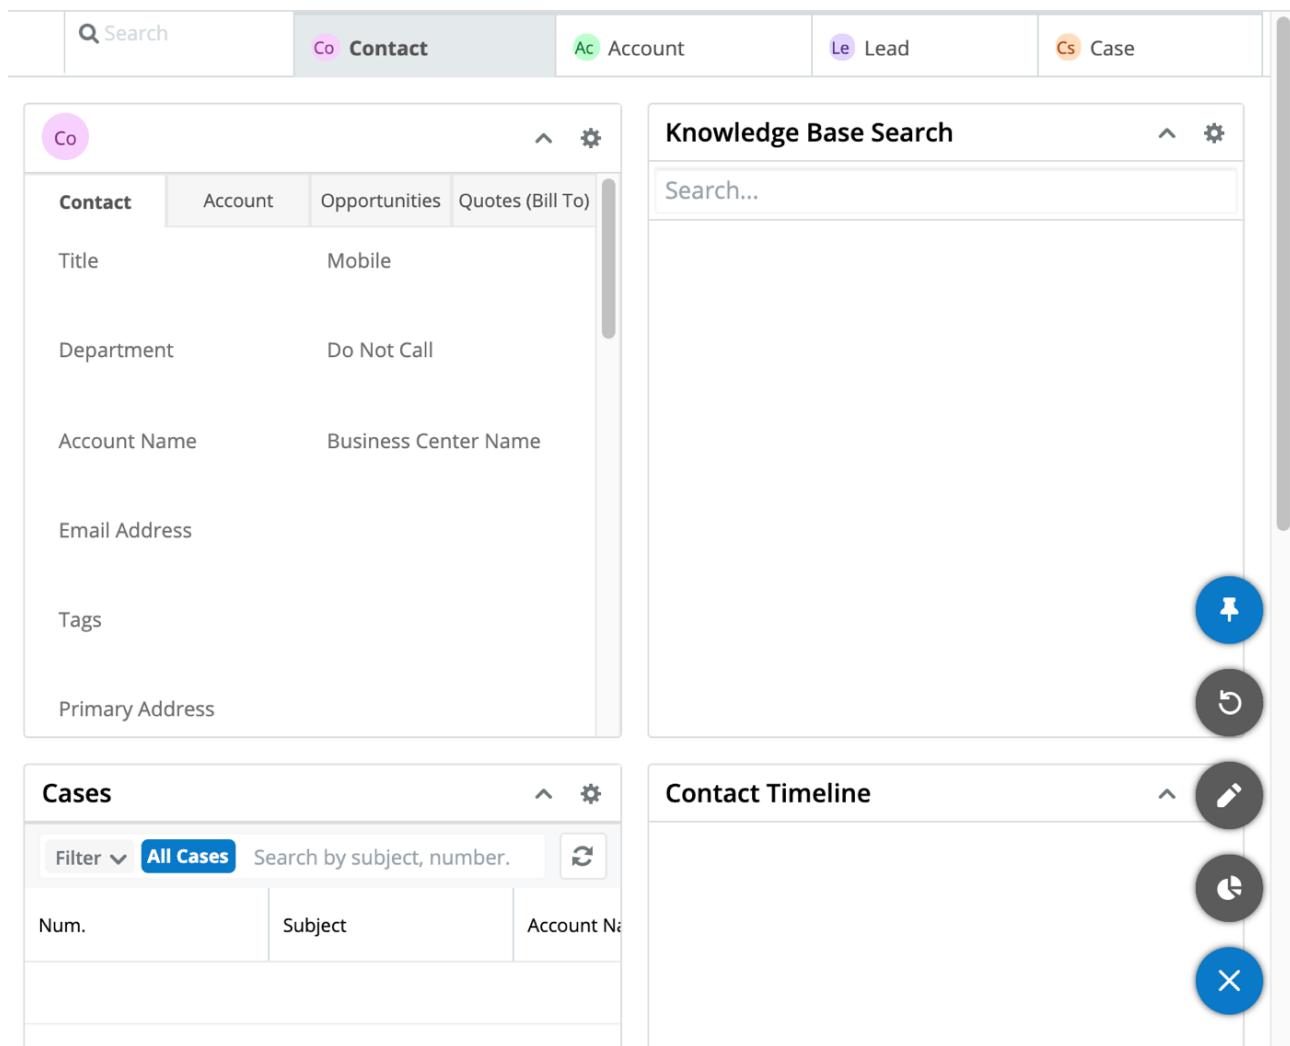 Search
Co Contact
Ac Account
Le Lead
Cs Case
Co
Contact
Account
Opportunities
Quotes (Bill To)
Title
Mobile
Department
Do Not Call
Account Name
Business Center Name
Email Address
Tags
Primary Address
Knowledge Base Search
Search...
Cases
Filter
All Cases
Search by subject, number.
Num.
Subject
Account Na
Contact Timeline